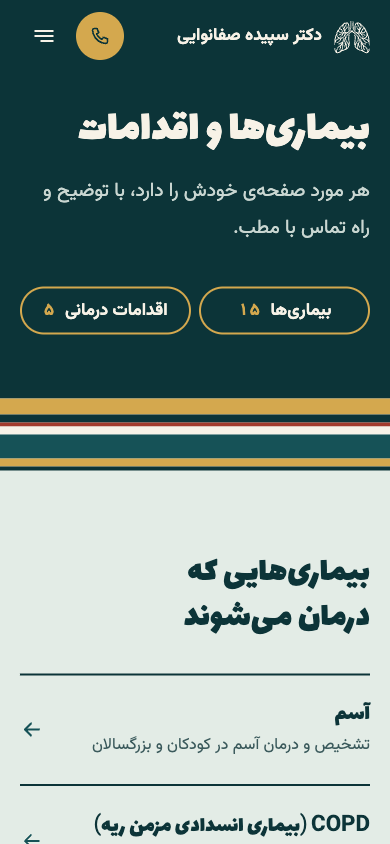 دکتر سپیده صفانوایی
بیماری‌ها و اقدامات
هر مورد صفحه‌ی خودش را دارد، با توضیح و
راه تماس با مطب.
بیماری‌ها ۱۵
اقدامات درمانی ۵
بیماری‌هایی که
درمان می‌شوند
آسم
تشخیص و درمان آسم در کودکان و بزرگسالان
COPD (بیماری انسدادی مزمن ریه)